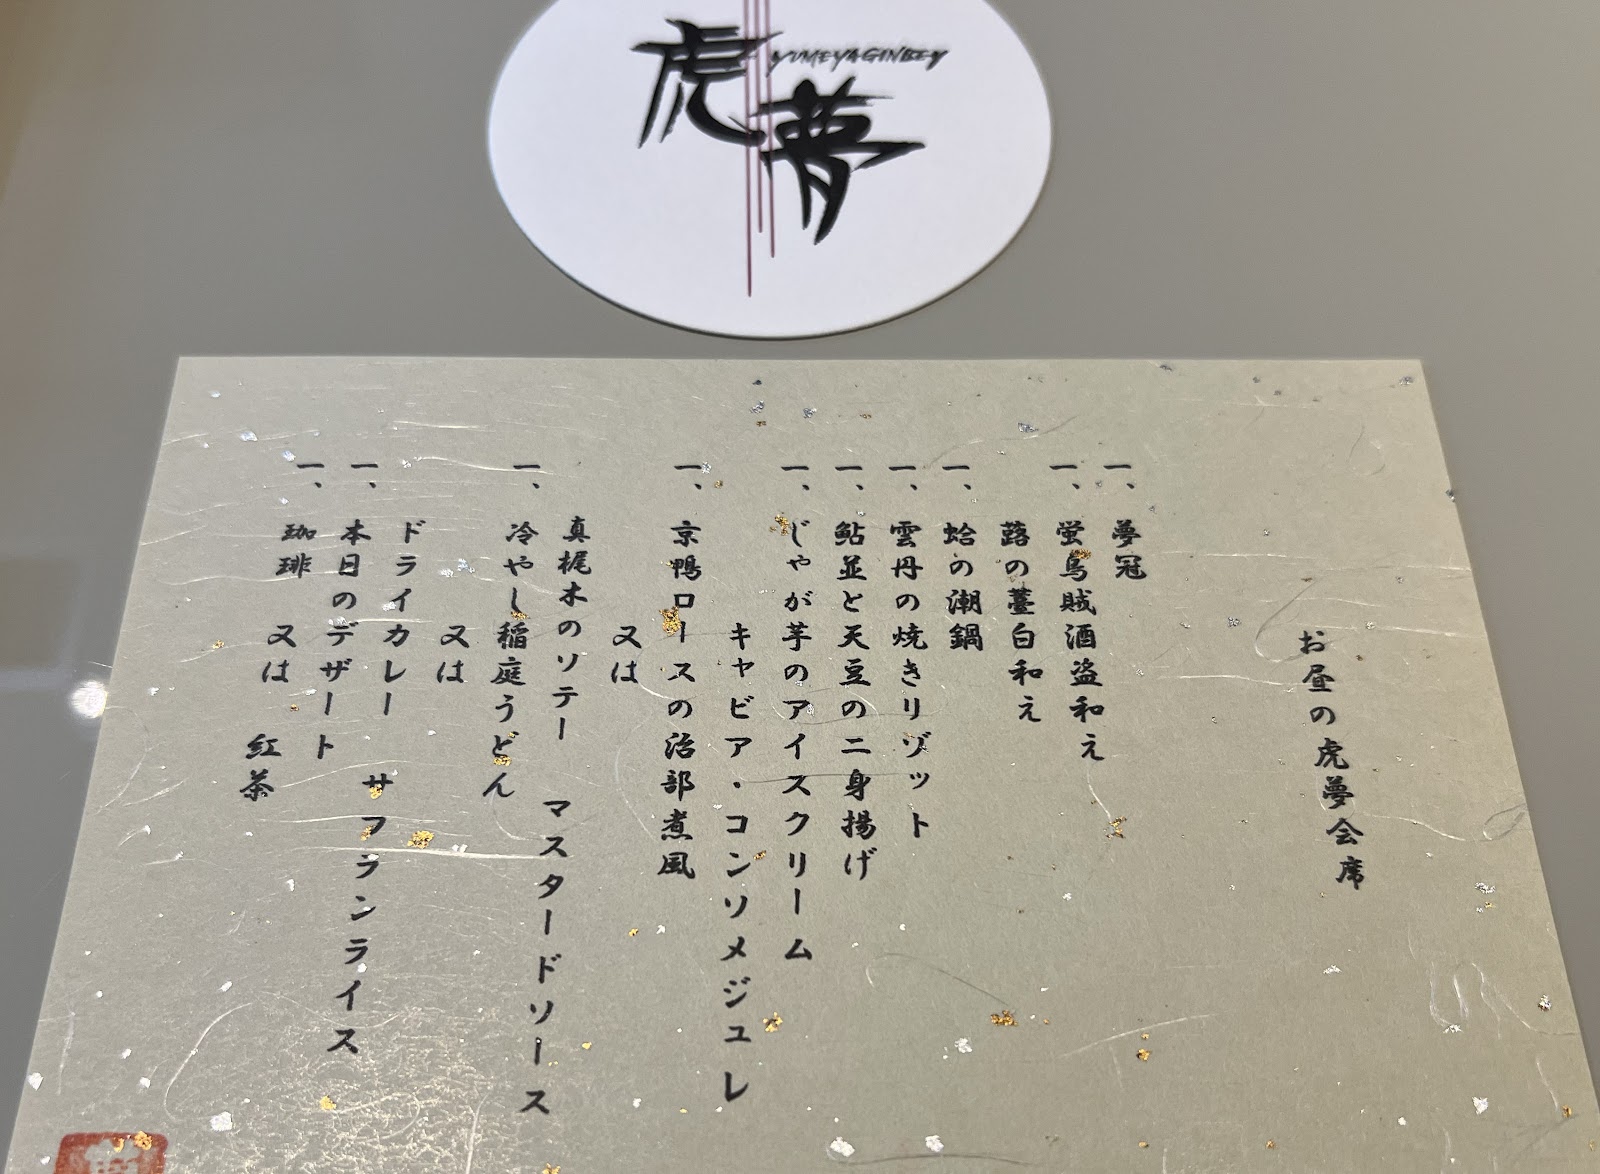 虎夢
YUMEYAGINBEY
お昼の虎夢会席
一、夢冠
一、蛍烏賊酒盗和え
蕗の薹白和え
一、蛤の潮鍋
一、雲丹の焼きリゾット
一、鮎並と天豆の二身揚げ
一、じゃが芋のアイスクリーム
キャビア・コンソメジュレ
一、京鴨ロースの治部煮風
又は
真梶木のソテー マスタードソース
一、冷やし稲庭うどん
又は
ドライカレー サフランライス
一、本日のデザート
一、珈琲 又は 紅茶